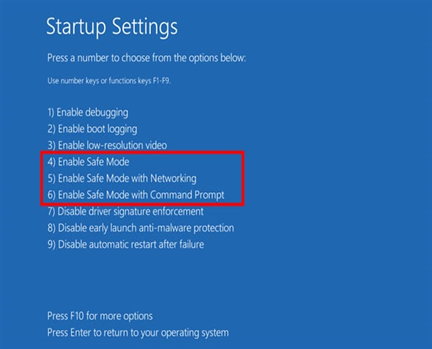 Startup Settings
Press a number to choose from the options below:
Use number keys or functions keys F1-F9.
1) Enable debugging
2) Enable boot logging
3) Enable low-resolution video
4) Enable Safe Mode
5) Enable Safe Mode with Networking
6) Enable Safe Mode with Command Prompt
7) Disable driver signature enforcement
8) Disable early launch anti-malware protection
9) Disable automatic restart after failure
Press F10 for more options
Press Enter to return to your operating system